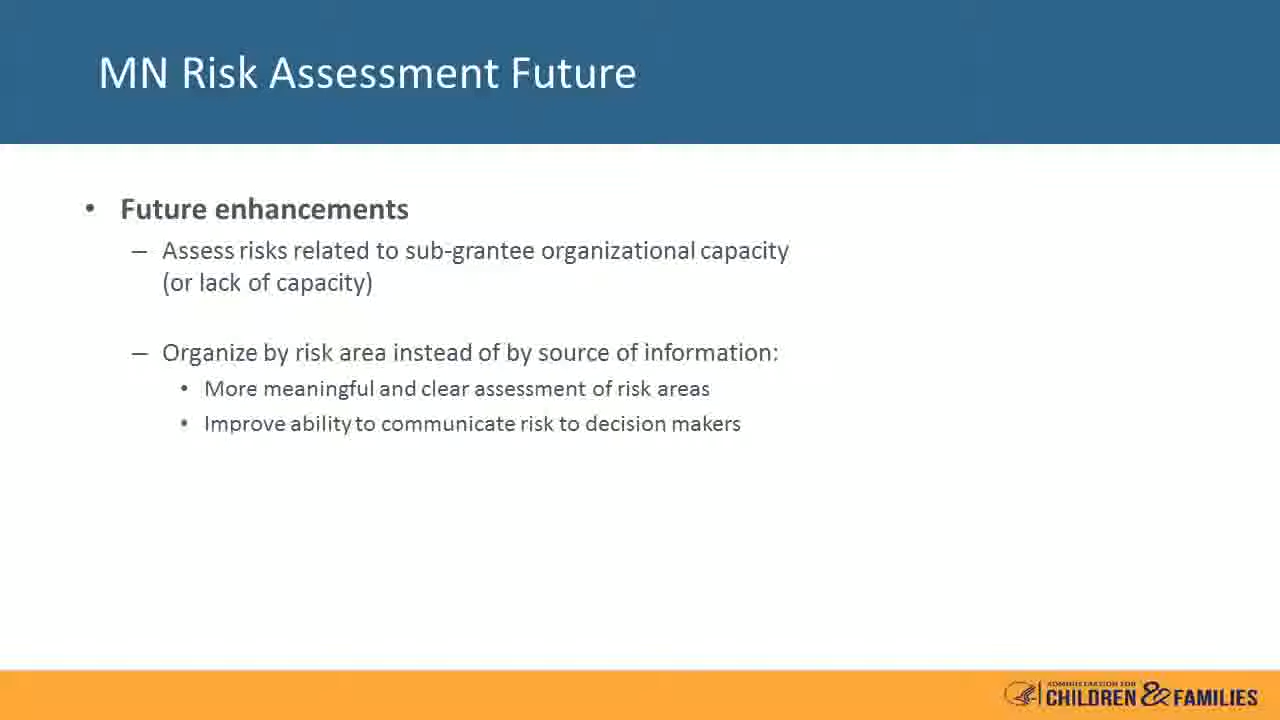 MN Risk Assessment Future
• Future enhancements
– Assess risks related to sub-grantee organizational capacity
(or lack of capacity)
– Organize by risk area instead of by source of information:
• More meaningful and clear assessment of risk areas
• Improve ability to communicate risk to decision makers
ADMINISTRATION FOR
CHILDREN & FAMILIES